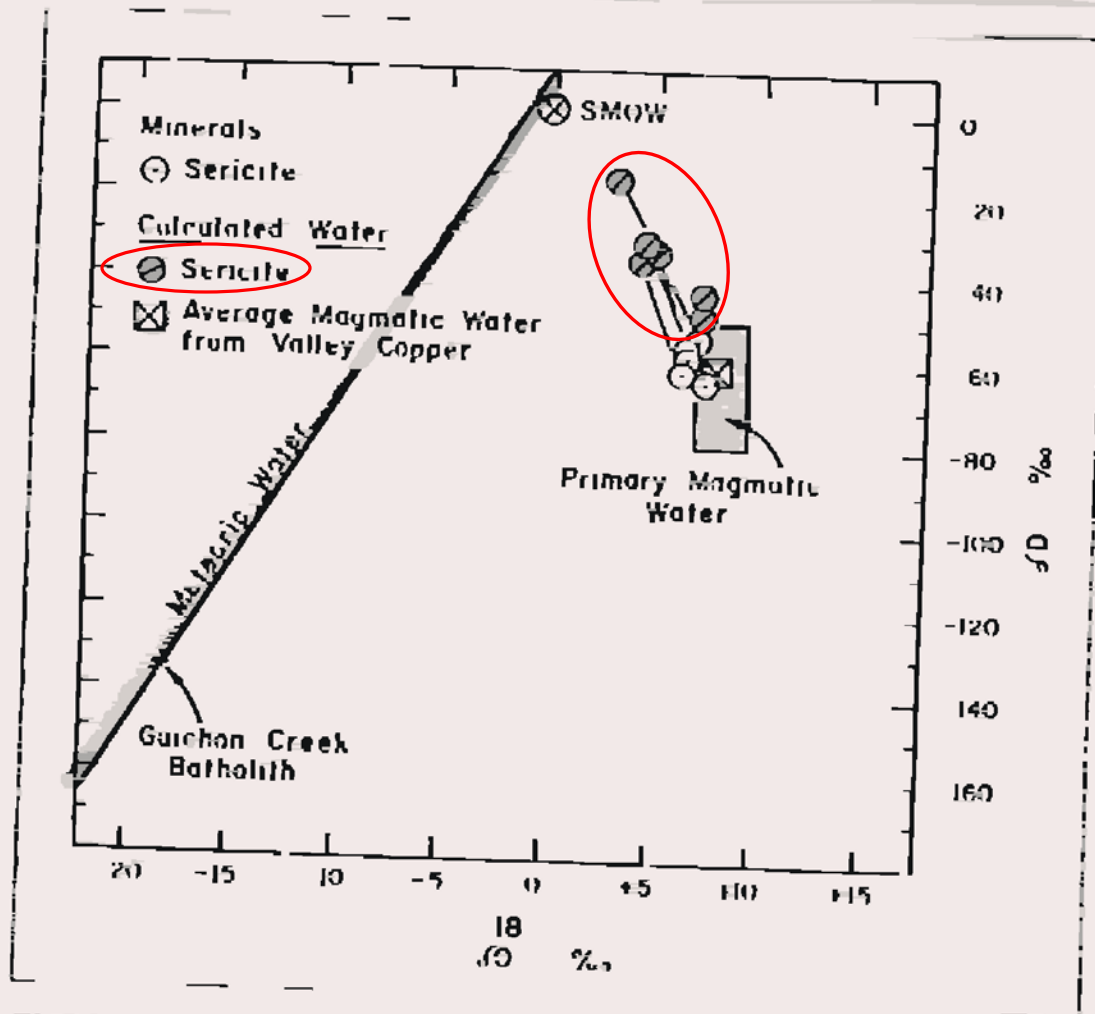 SMOW
Minerals
Sericite
Calculated Water
Sericite
Average Magmatic Water
from Valley Copper
Meteoric Water
Primary Magmatic
Water
Guichon Creek
Batholith
0
20
40
60
-80
-100
-120
140
160
‰
δD
20 -15 10 -5 0 +5 +10 +15
18
δO ‰